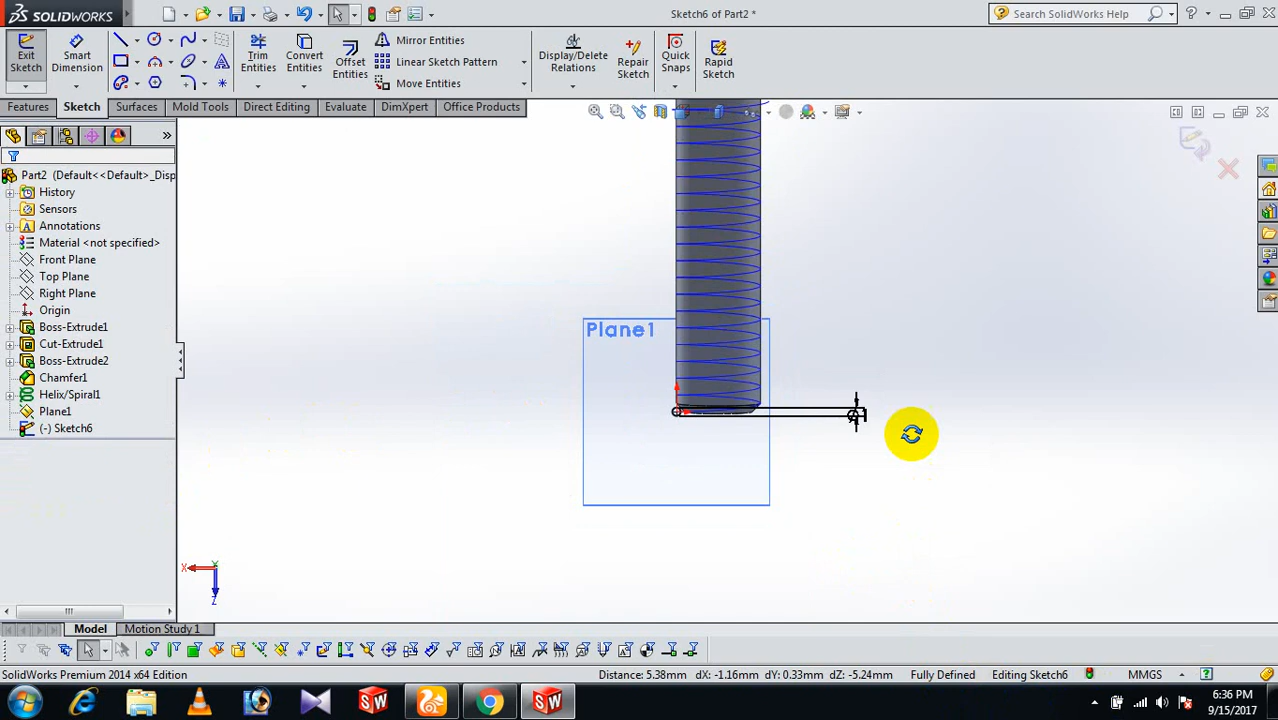 SOLIDWORKS
Sketch6 of Part2 *
Search SolidWorks Help
Exit Sketch
Smart Dimension
Trim Entities
Convert Entities
Offset Entities
Mirror Entities
Linear Sketch Pattern
Move Entities
Display/Delete Relations
Repair Sketch
Quick Snaps
Rapid Sketch
Features
Sketch
Surfaces
Mold Tools
Direct Editing
Evaluate
DimXpert
Office Products
Part2 (Default<<Default>_Disp
History
Sensors
Annotations
Material <not specified>
Front Plane
Top Plane
Right Plane
Origin
Boss-Extrude1
Cut-Extrude1
Boss-Extrude2
Chamfer1
Helix/Spiral1
Plane1
(-) Sketch6
Plane1
1
X
Y
Z
Model
Motion Study 1
SolidWorks Premium 2014 x64 Edition
Distance: 5.38mm dX: -1.16mm dY: 0.33mm dZ: -5.24mm
Fully Defined
Editing Sketch6
MMGS
6:36 PM
9/15/2017